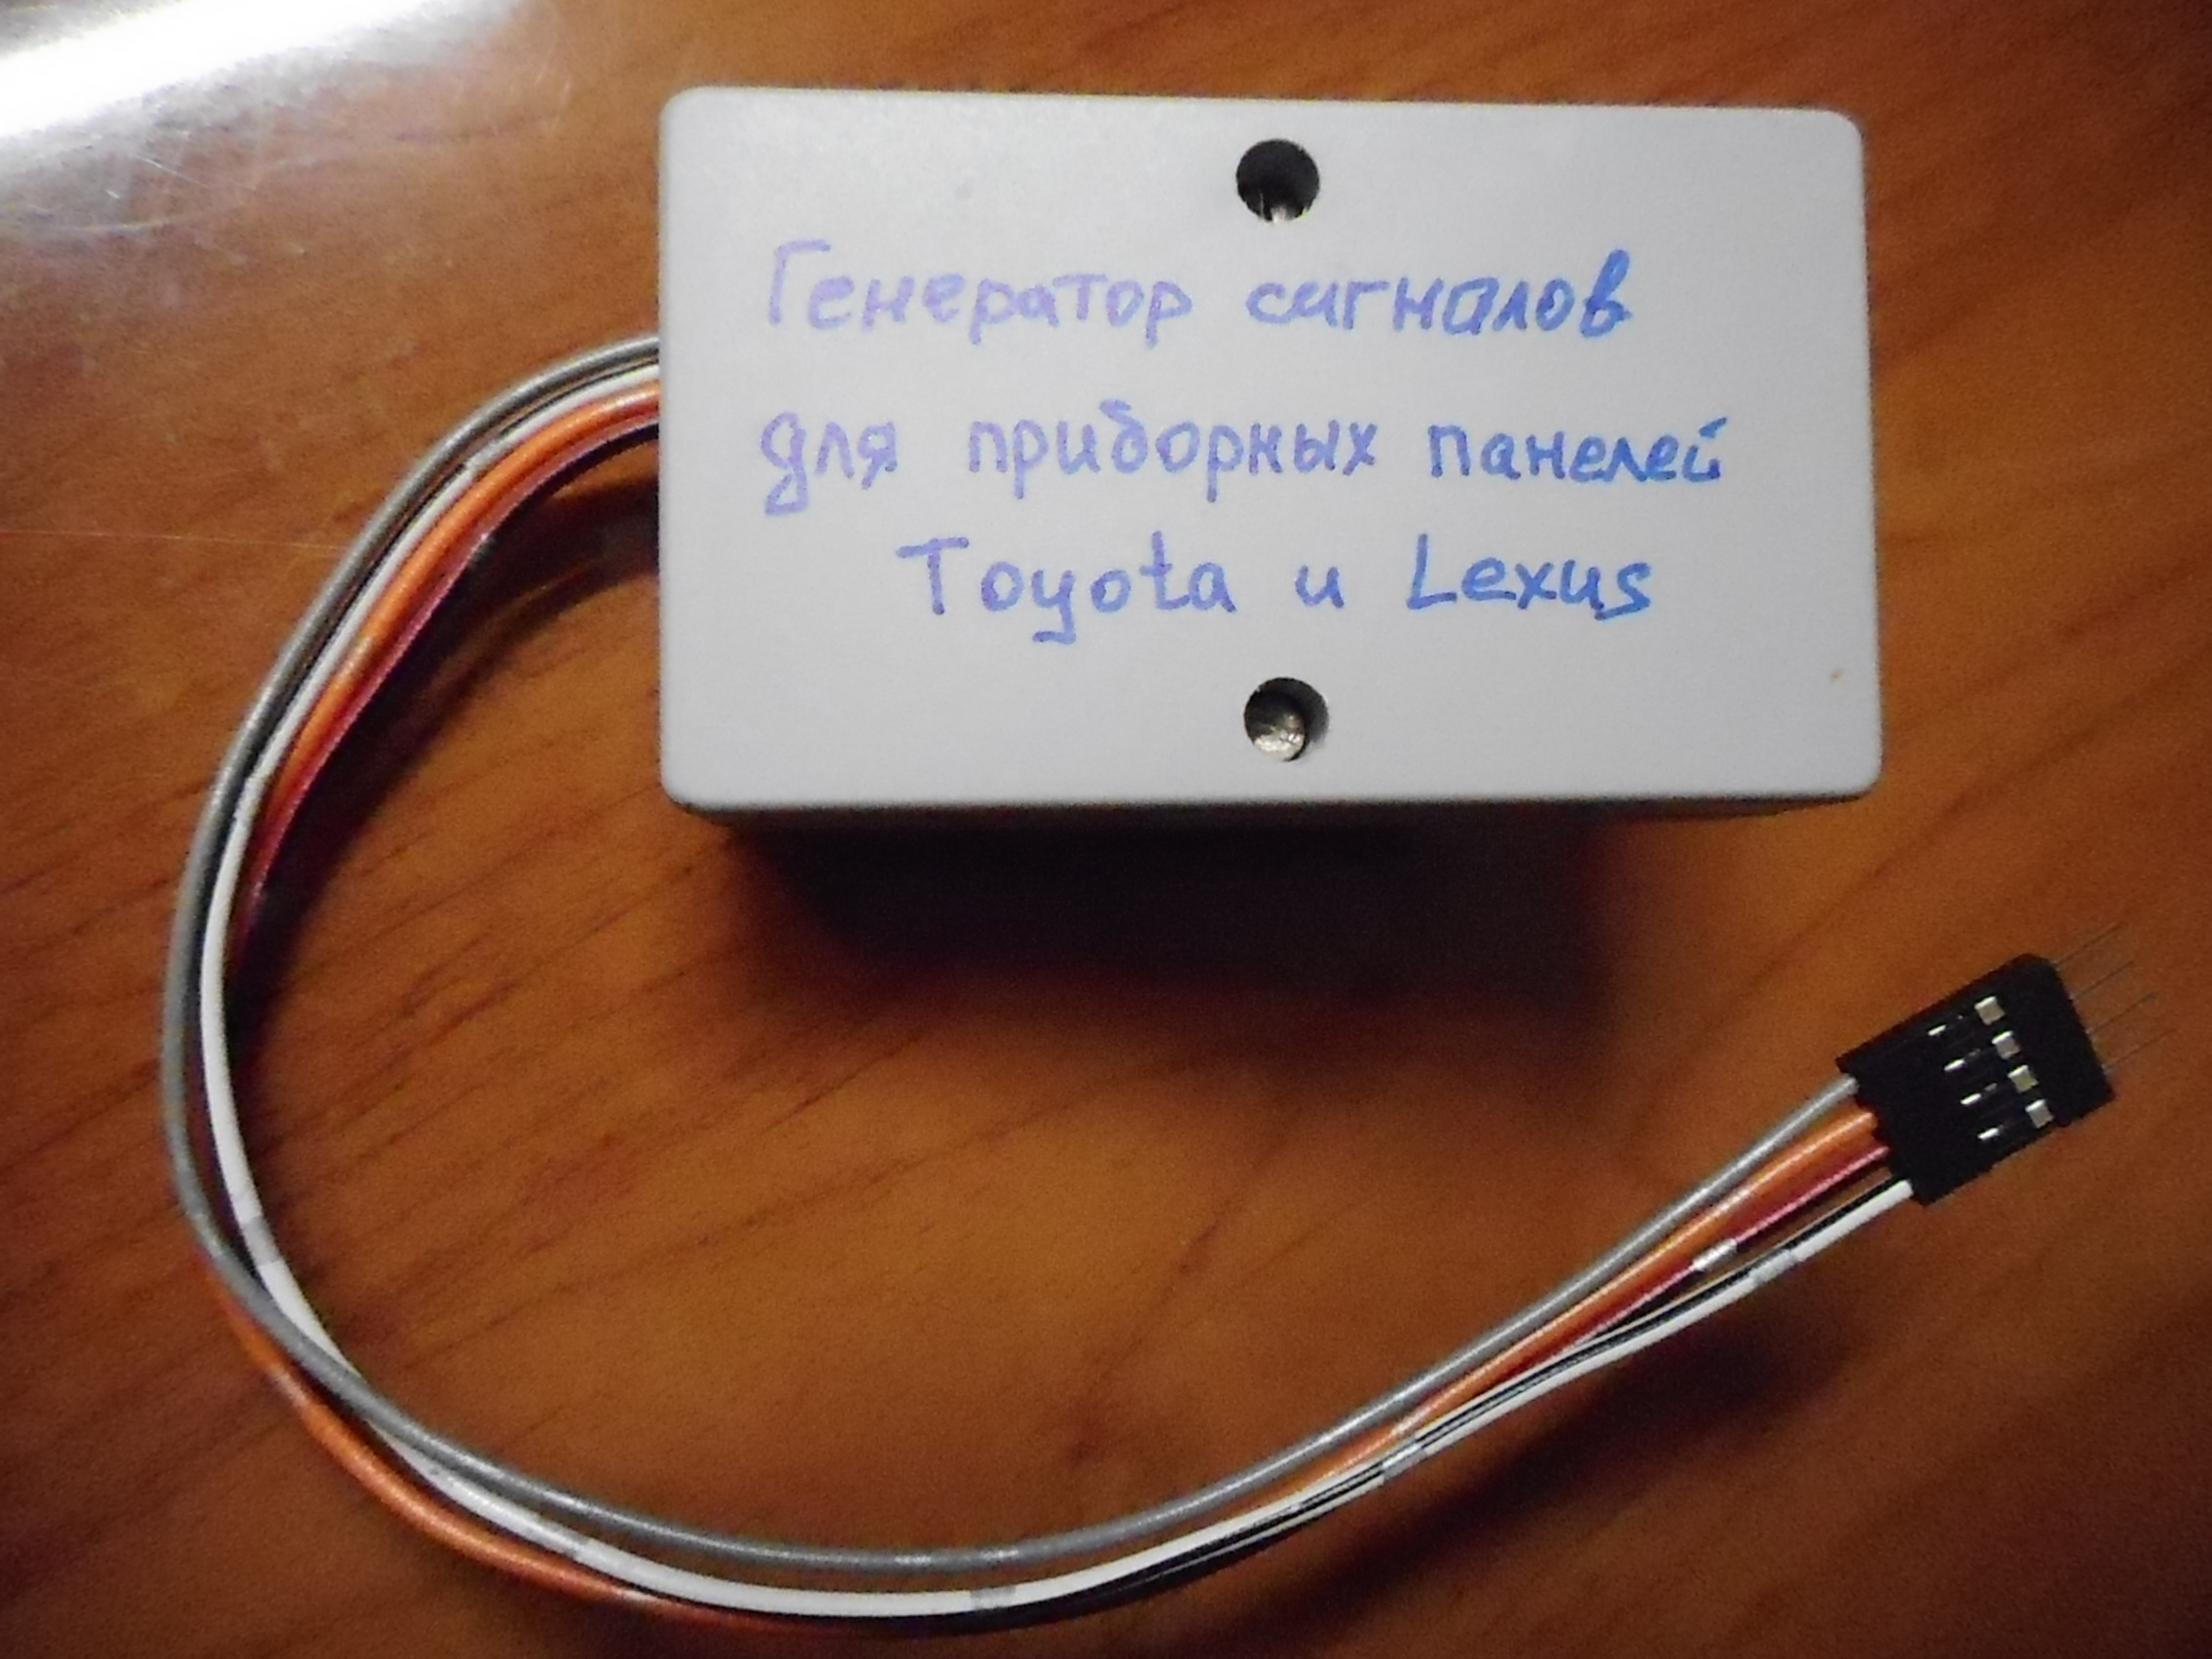 Генератор сигналов
для приборных панелей
Toyota и Lexus